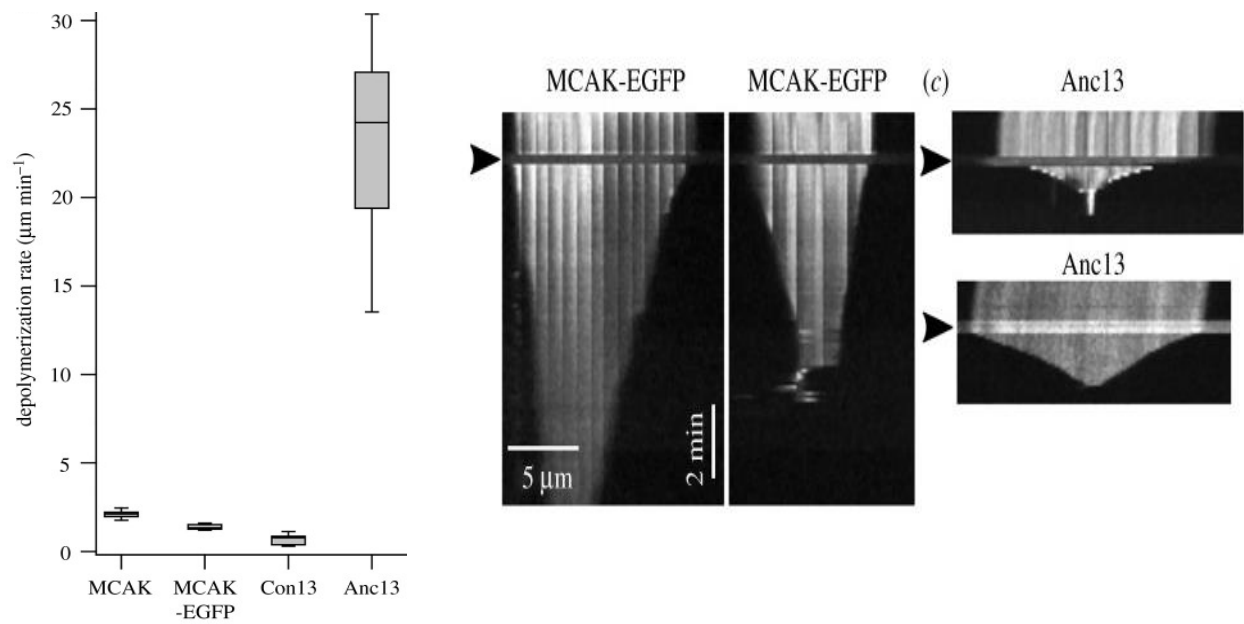 depolymerization rate (µm min⁻¹)
30
25
20
15
10
5
0
MCAK
MCAK
-EGFP
Con13
Anc13
MCAK-EGFP
MCAK-EGFP
(c)
Anc13
Anc13
5 µm
2 min